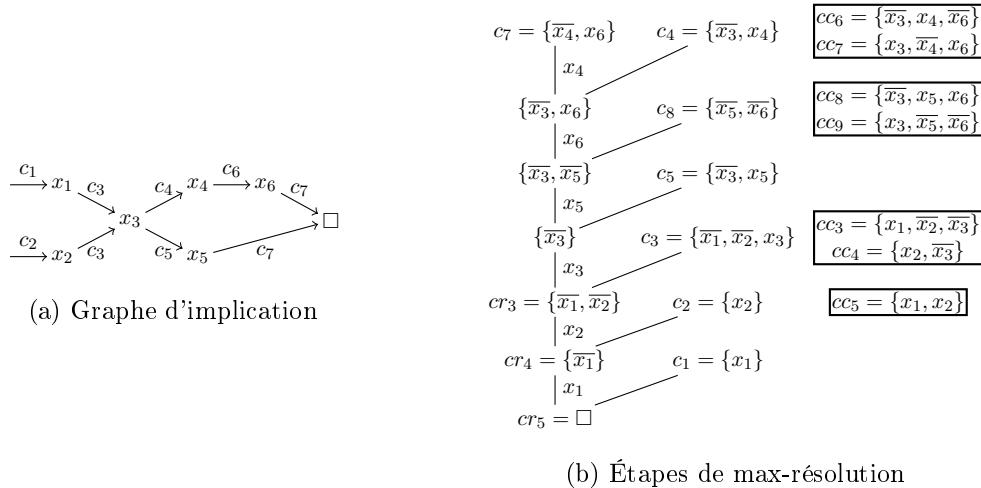 c₁ x₁ c₃ c₄ x₄ c₆ x₆ c₇
x₃ □
c₂ x₂ c₃ c₅ x₅ c₇
(a) Graphe d'implication
c₇ = {x̅₄, x₆} c₄ = {x̅₃, x₄}
cc₆ = {x̅₃, x₄, x̅₆}
cc₇ = {x₃, x̅₄, x₆}
x₄
{x̅₃, x₆} c₈ = {x̅₅, x̅₆}
cc₈ = {x̅₃, x₅, x₆}
cc₉ = {x₃, x̅₅, x̅₆}
x₆
{x̅₃, x̅₅} c₅ = {x̅₃, x₅}
x₅
{x̅₃} c₃ = {x̅₁, x̅₂, x₃}
cc₃ = {x₁, x̅₂, x̅₃}
cc₄ = {x₂, x̅₃}
x₃
cr₃ = {x̅₁, x̅₂} c₂ = {x₂} cc₅ = {x₁, x₂}
x₂
cr₄ = {x̅₁} c₁ = {x₁}
x₁
cr₅ = □
(b) Étapes de max-résolution